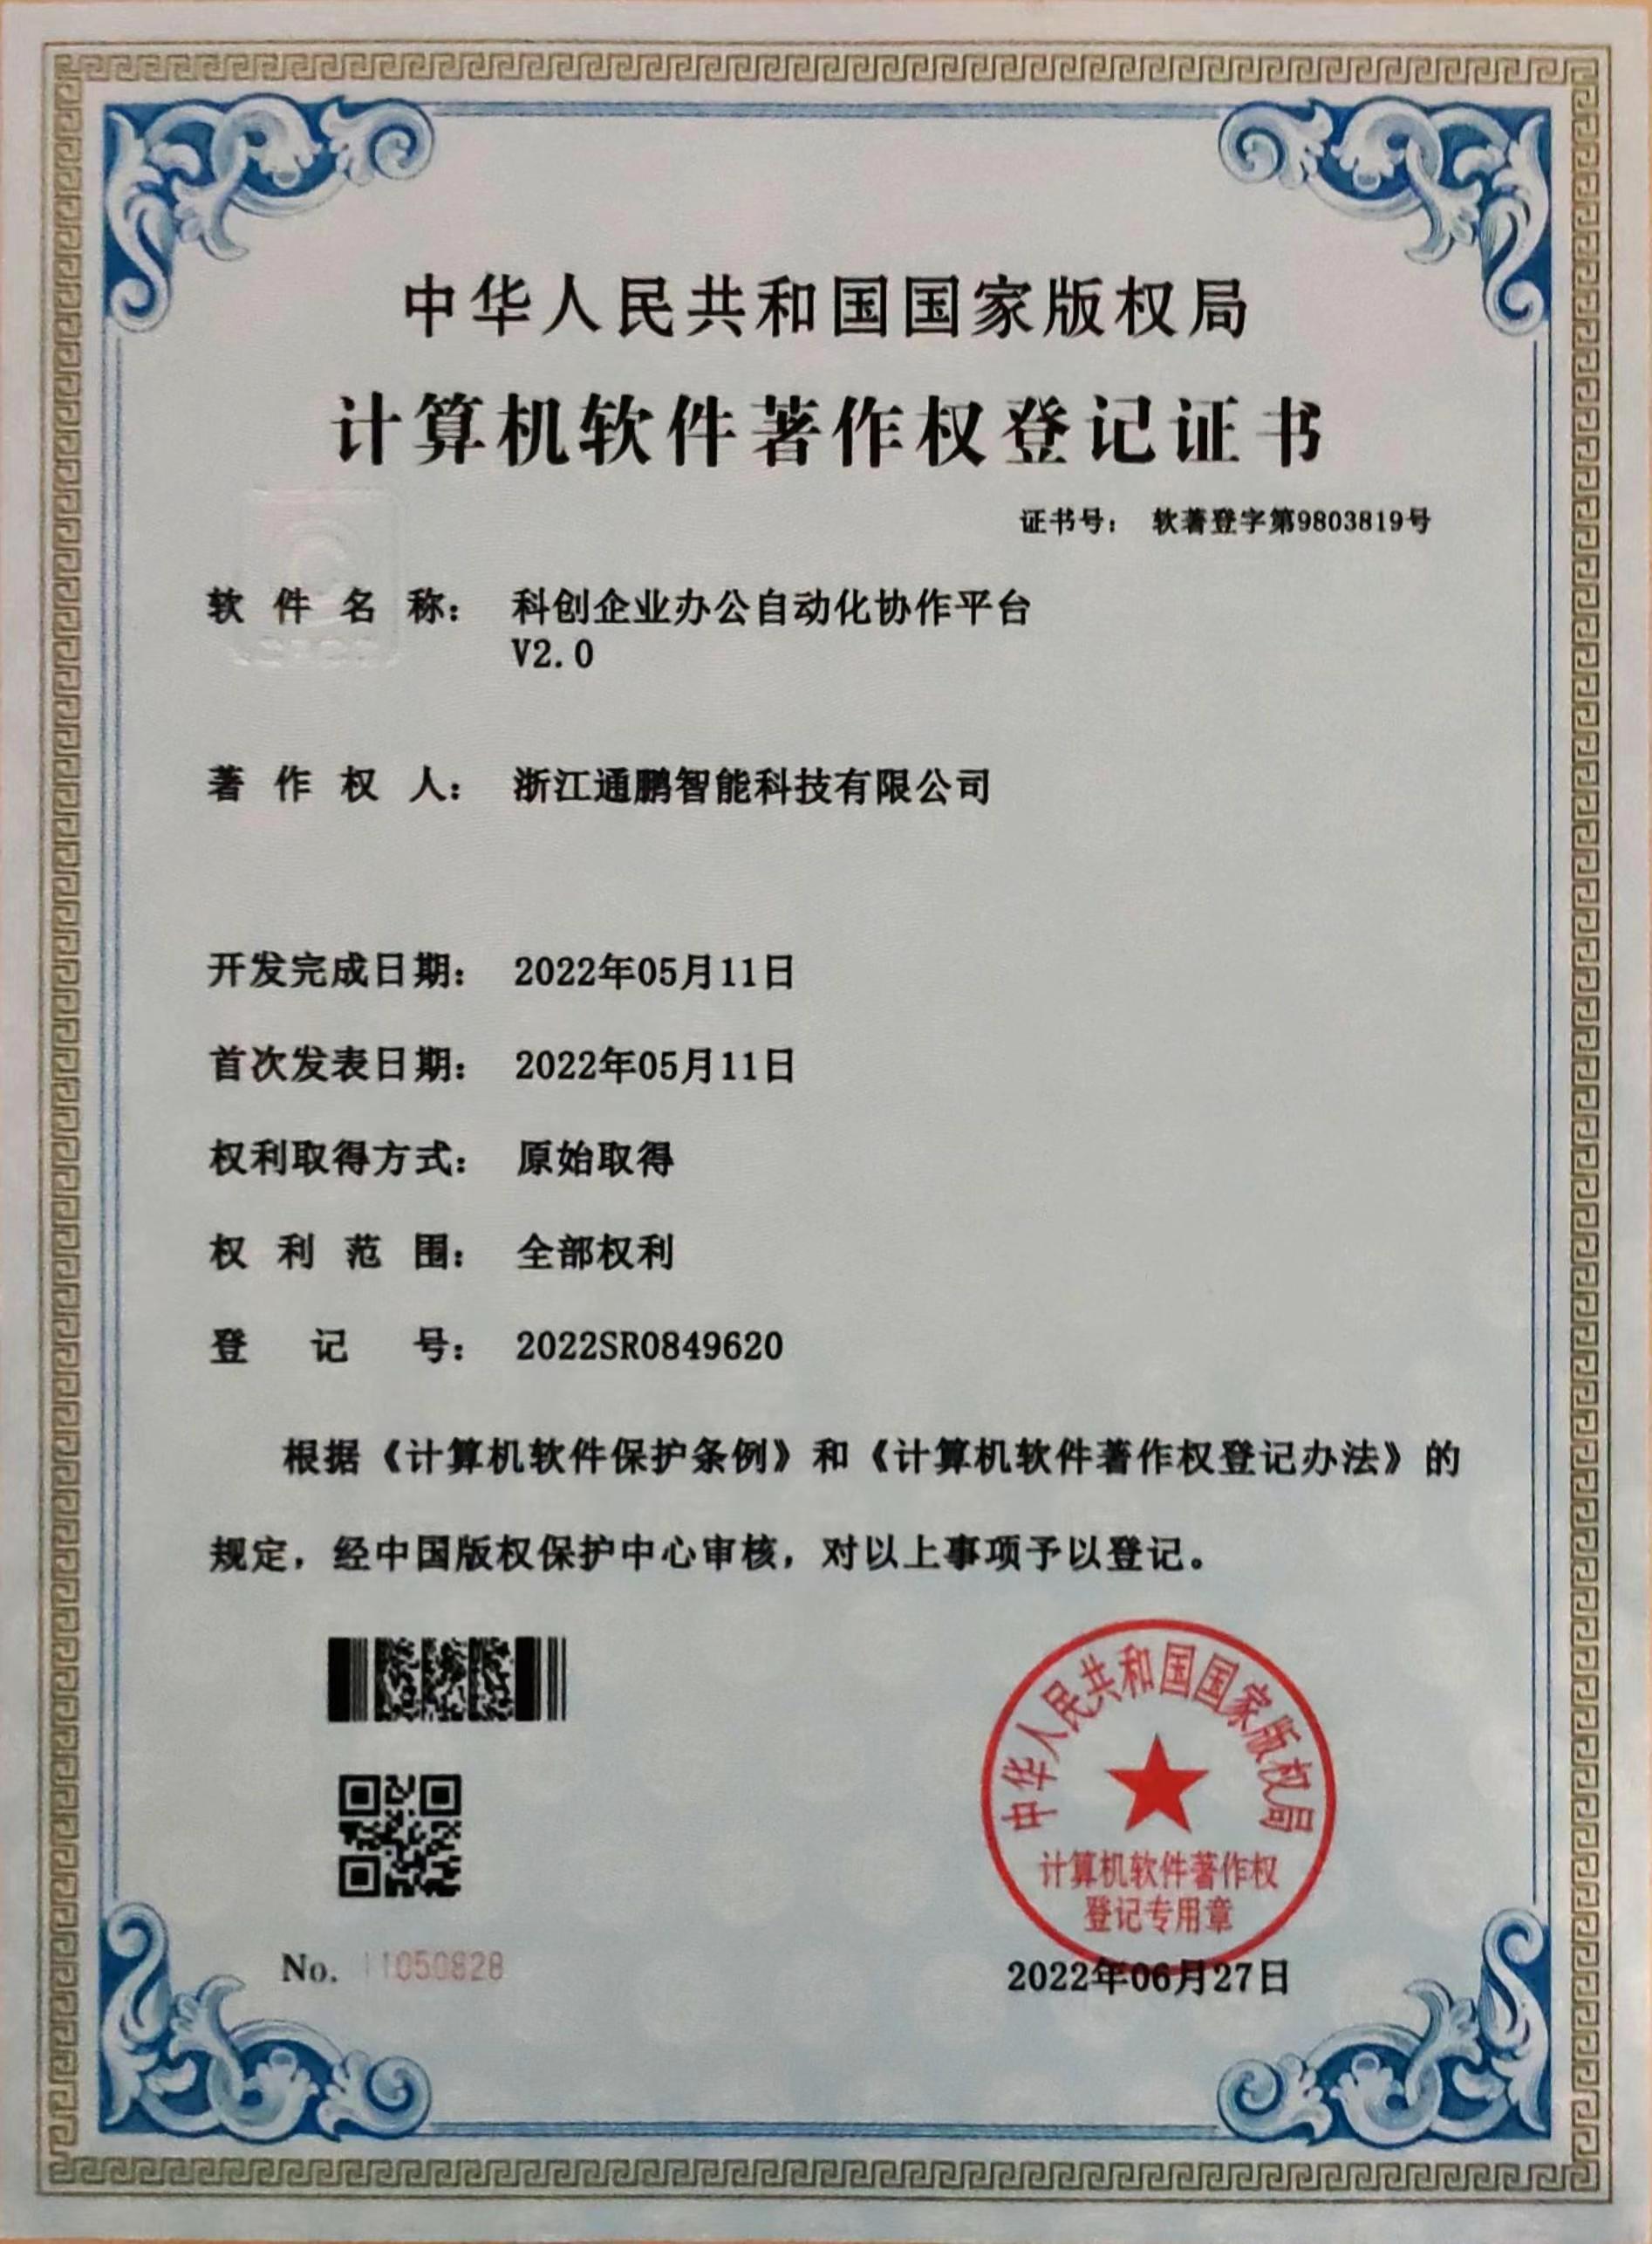 中华人民共和国国家版权局
计算机软件著作权登记证书
证书号： 软著登字第9803819号
软件名称： 科创企业办公自动化协作平台
V2.0
著作权人： 浙江通鹏智能科技有限公司
开发完成日期： 2022年05月11日
首次发表日期： 2022年05月11日
权利取得方式： 原始取得
权利范围： 全部权利
登记号： 2022SR0849620
根据《计算机软件保护条例》和《计算机软件著作权登记办法》的
规定，经中国版权保护中心审核，对以上事项予以登记。
中华人民共和国国家版权局
计算机软件著作权
登记专用章
No. 11050828
2022年06月27日